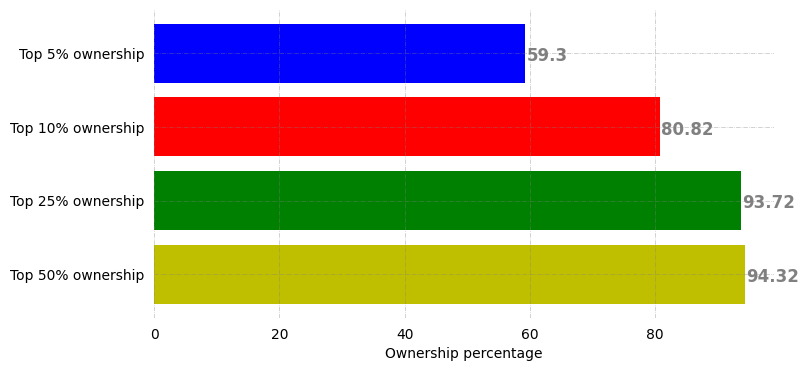 Top 5% ownership
59.3
Top 10% ownership
80.82
Top 25% ownership
93.72
Top 50% ownership
94.32
0 20 40 60 80
Ownership percentage